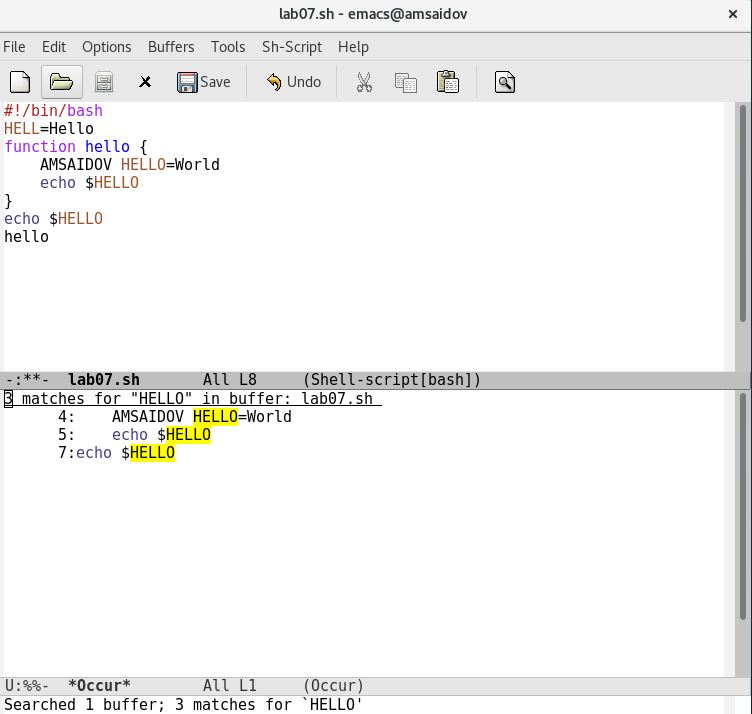 lab07.sh - emacs@amsaidov ×
File Edit Options Buffers Tools Sh-Script Help
Save Undo
#!/bin/bash
HELL=Hello
function hello {
    AMSAIDOV HELLO=World
    echo $HELLO
}
echo $HELLO
hello
-:**-  lab07.sh       All L8     (Shell-script[bash])
3 matches for "HELLO" in buffer: lab07.sh
      4:    AMSAIDOV HELLO=World
      5:    echo $HELLO
      7:echo $HELLO
U:%%-  *Occur*        All L1     (Occur)
Searched 1 buffer; 3 matches for `HELLO'